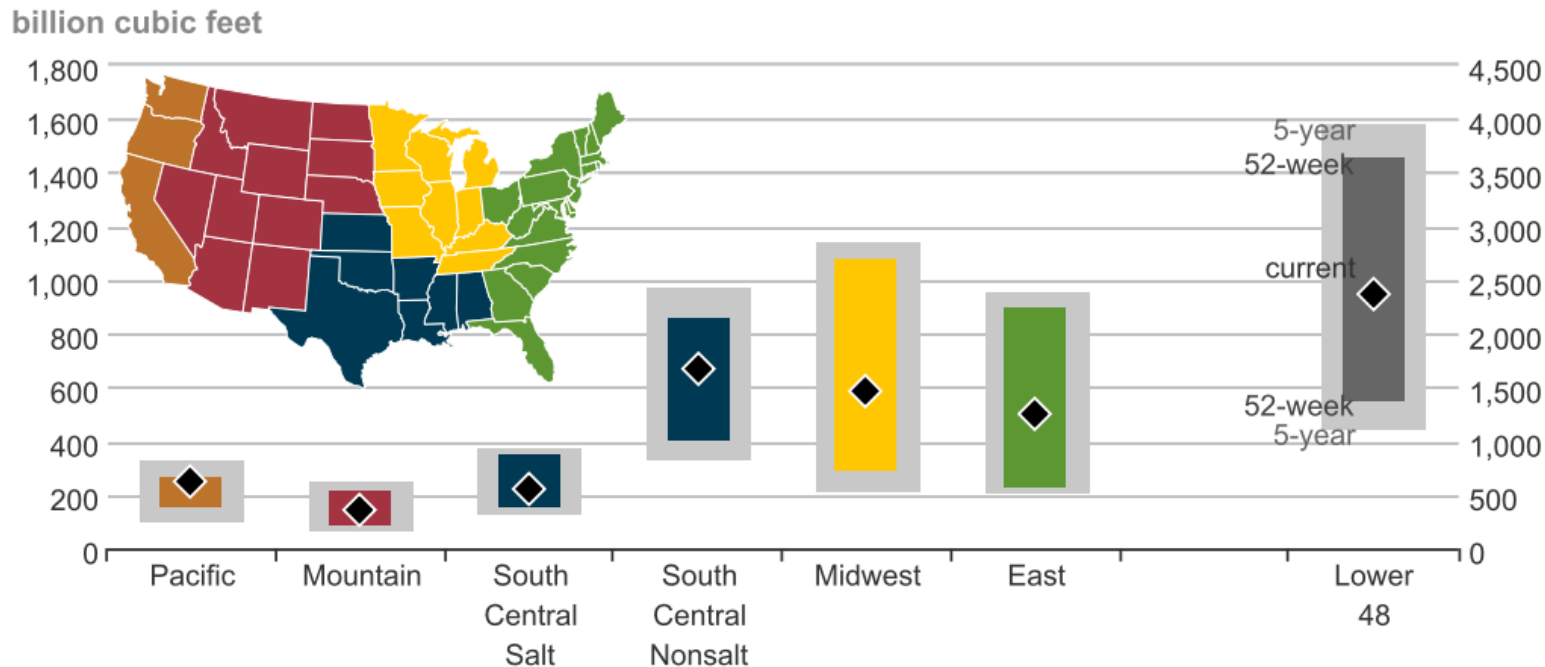 billion cubic feet
1,800
1,600
1,400
1,200
1,000
800
600
400
200
0
4,500
4,000
3,500
3,000
2,500
2,000
1,500
1,000
500
0
5-year
52-week
current
52-week
5-year
Pacific
Mountain
South
Central
Salt
South
Central
Nonsalt
Midwest
East
Lower
48